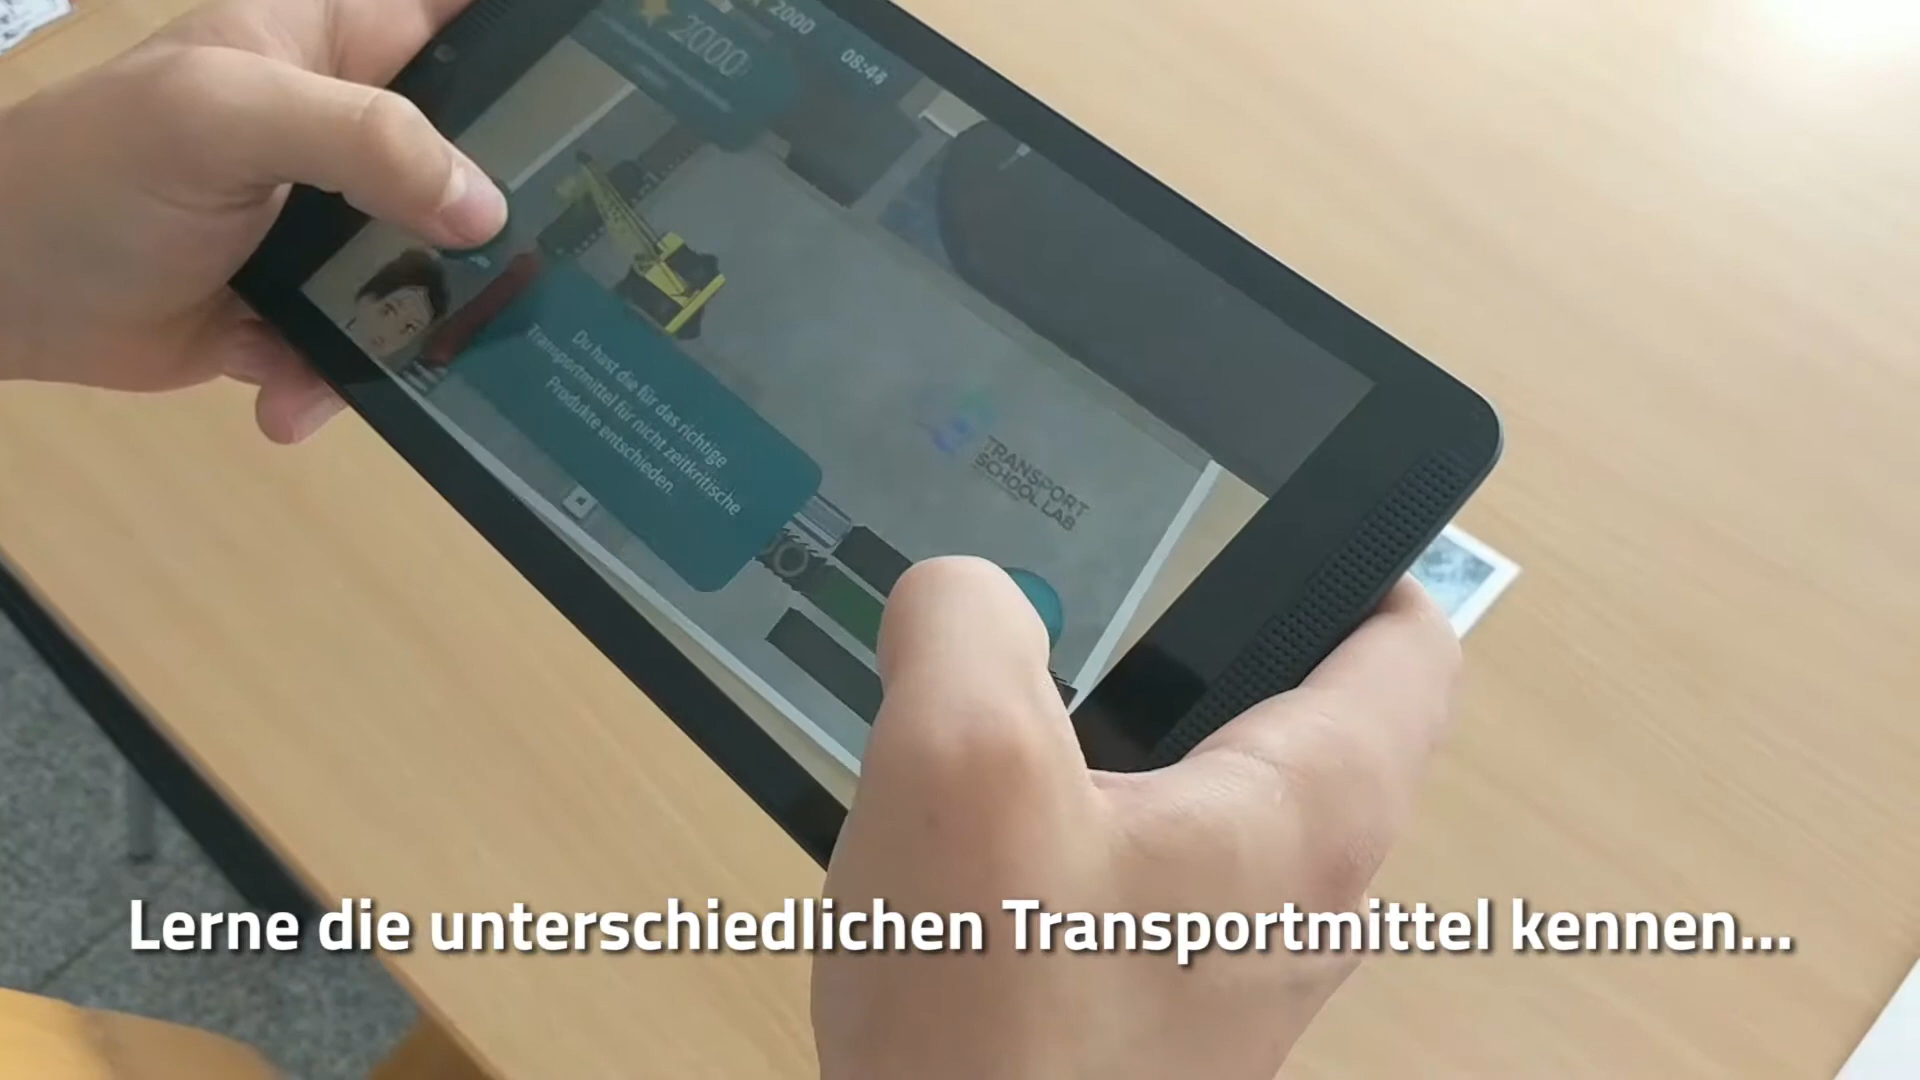 2000
2000
08:44
Du hast die für das richtige
Transportmittel für nicht zeitkritische
Produkte entschieden.
TRANSPORT
SCHOOL LAB
Lerne die unterschiedlichen Transportmittel kennen...